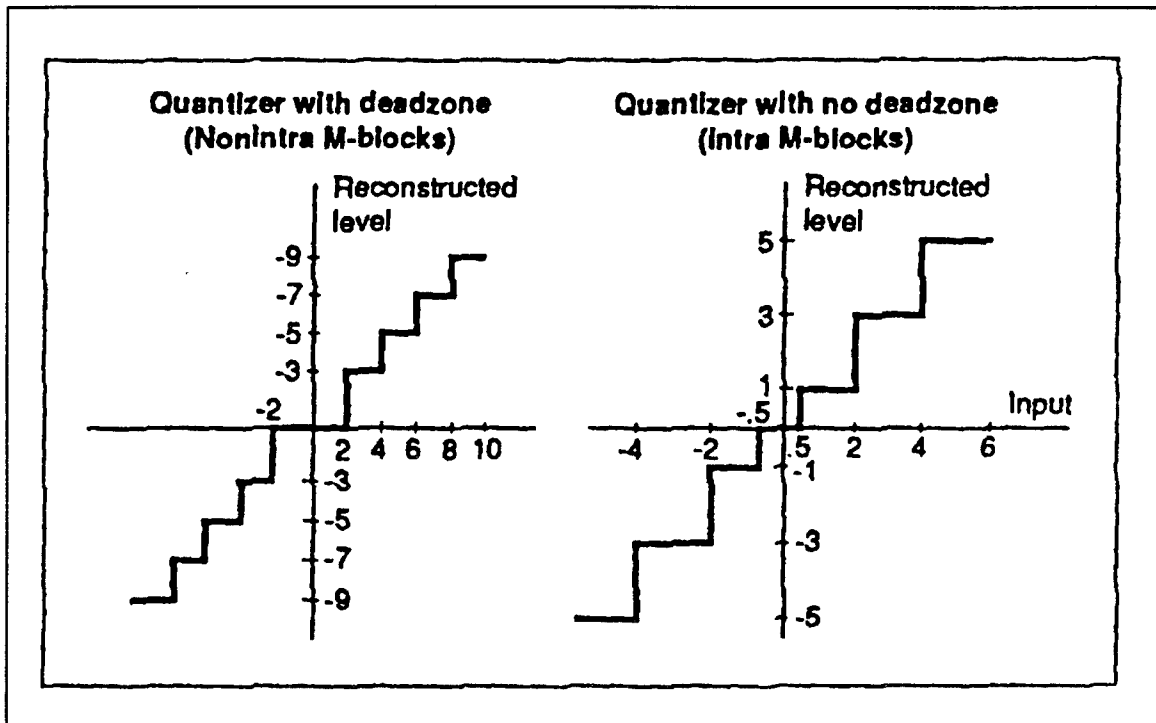 Quantizer with deadzone
(Nonintra M-blocks)
Reconstructed
level
-9
-7
-5
-3
-2
2 4 6 8 10
-3
-5
-7
-9
Quantizer with no deadzone
(Intra M-blocks)
Reconstructed
level
5
3
1
-.5
Input
-4 -2 .5 2 4 6
-1
-3
-5